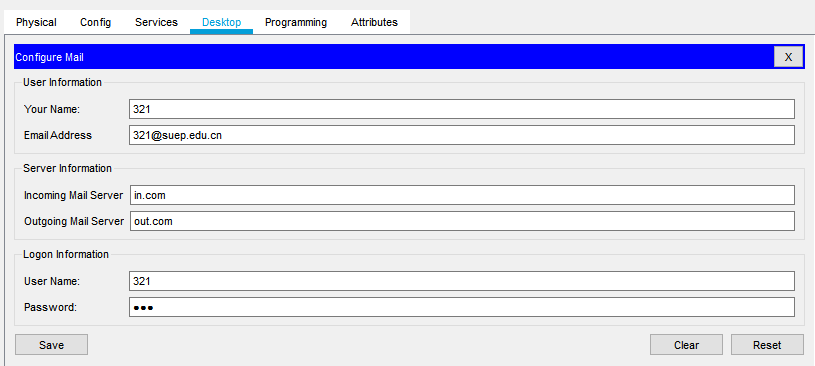 Physical Config Services Desktop Programming Attributes
Configure Mail X
User Information
Your Name: 321
Email Address 321@suep.edu.cn
Server Information
Incoming Mail Server in.com
Outgoing Mail Server out.com
Logon Information
User Name: 321
Password: ●●●
Save Clear Reset